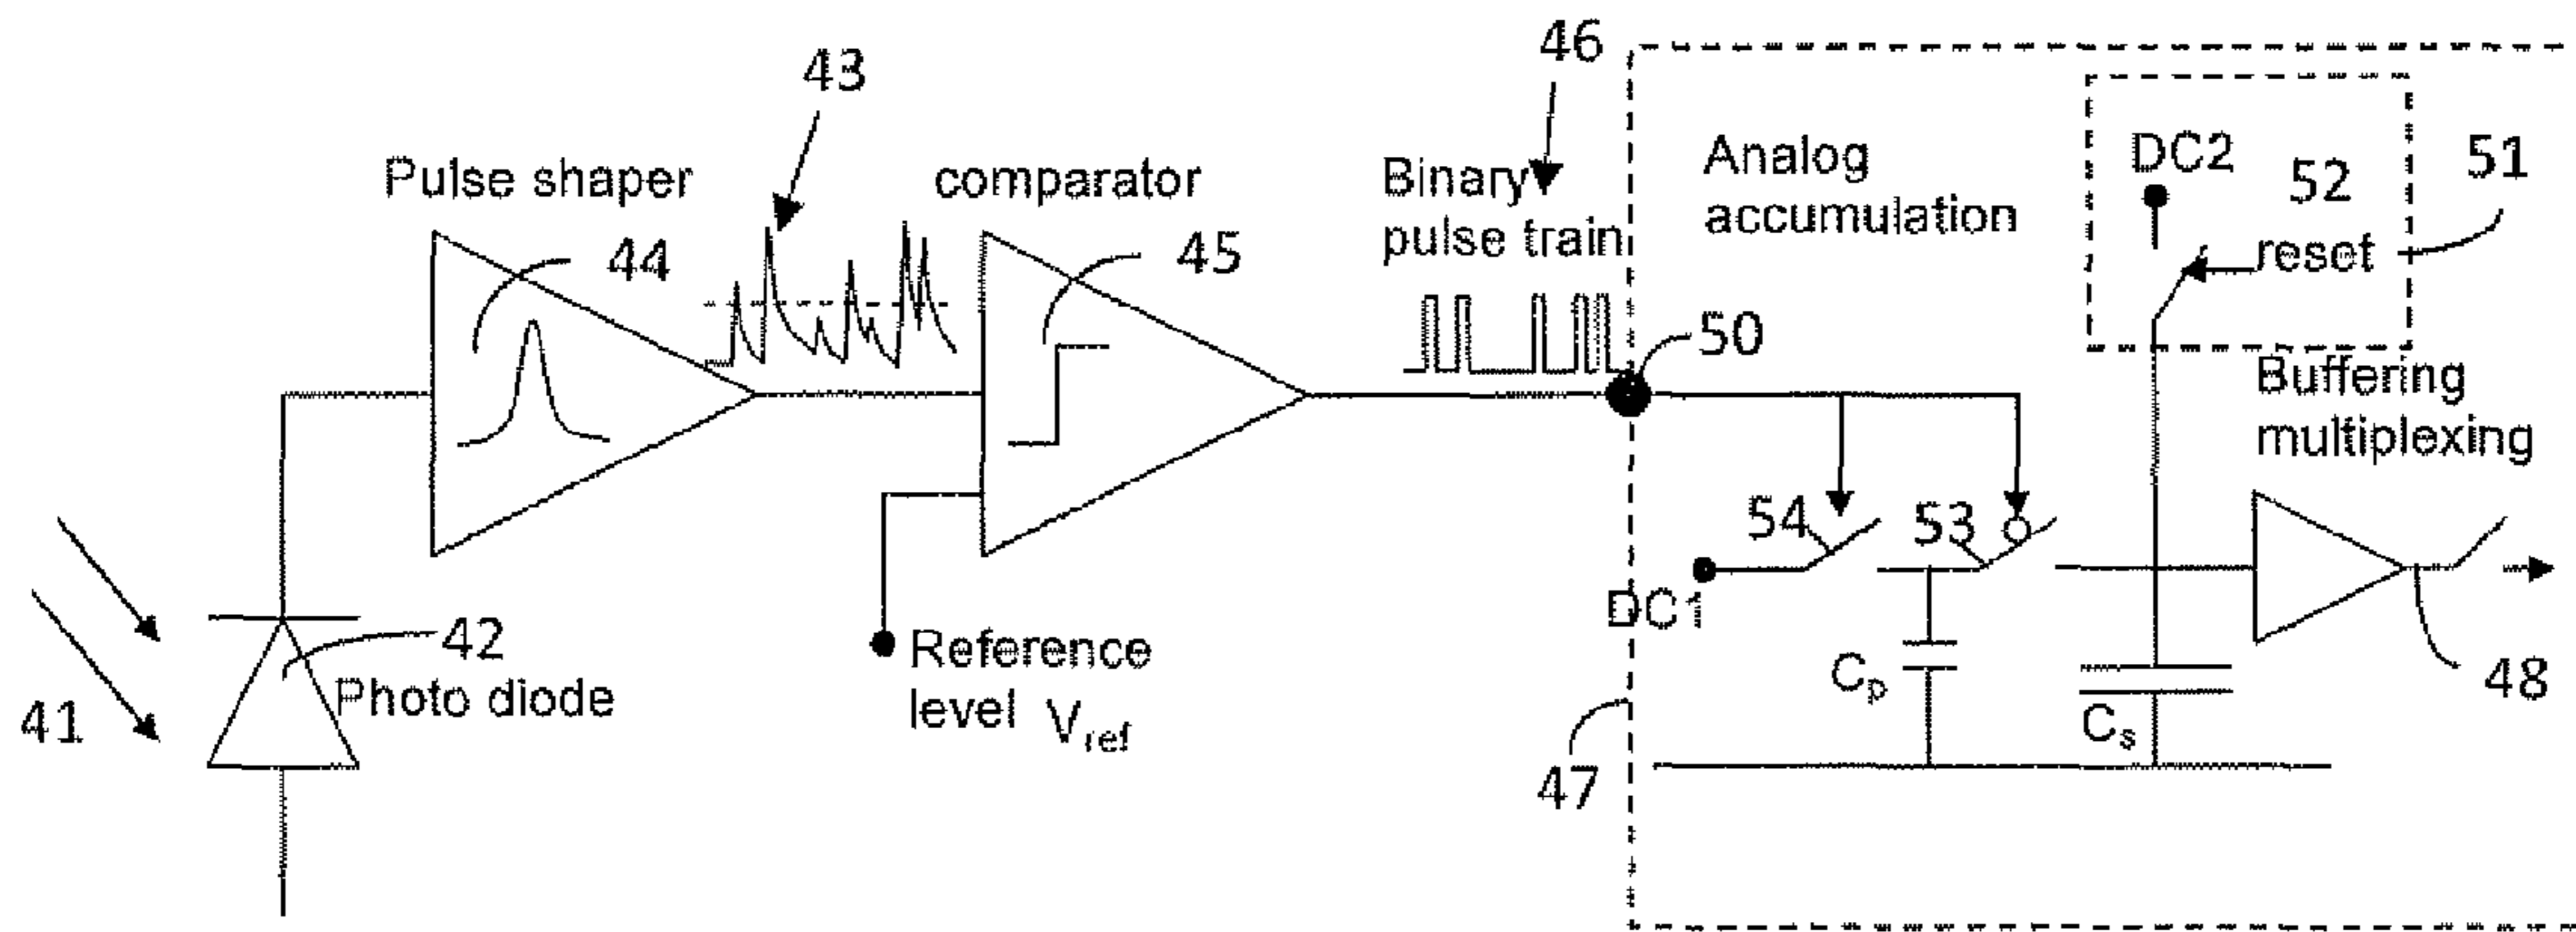 43
46
Pulse shaper
comparator
Binary
pulse train
Analog
accumulation
DC2
52
51
reset
44
45
50
Buffering
multiplexing
54
53
DC1
42
Photo diode
41
Reference
level Vref
Cp
Cs
48
47